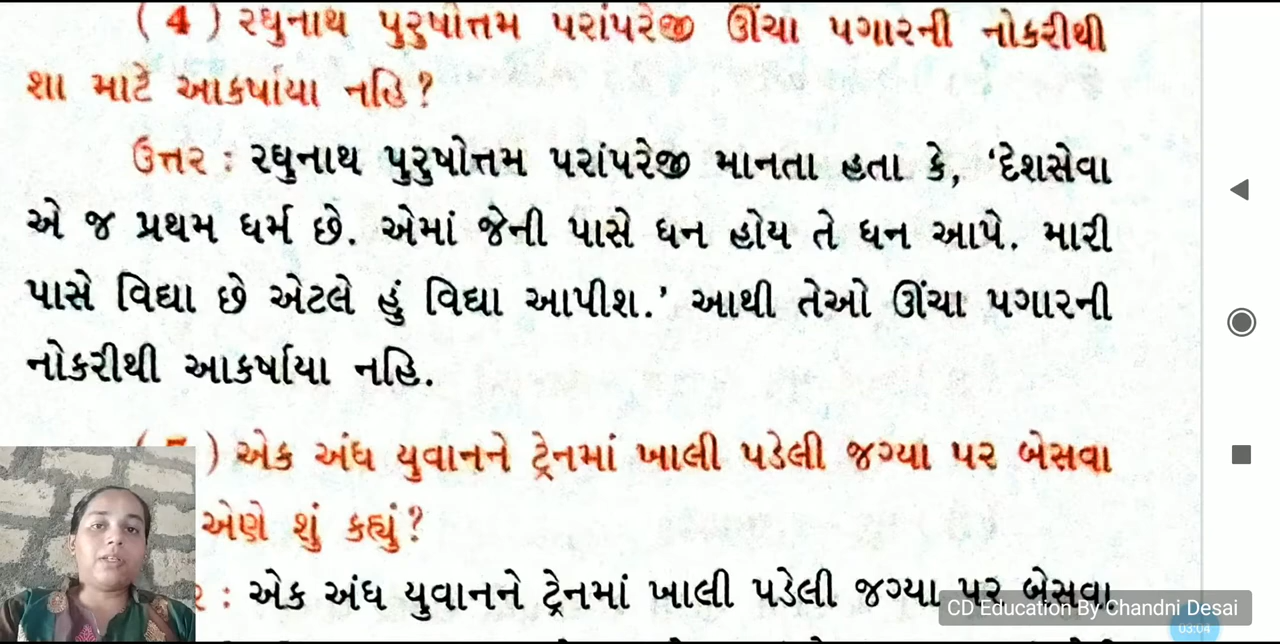 ( 4 ) રઘુનાથ પુરુષોત્તમ પરાંપરેજી ઊંચા પગારની નોકરીથી
શા માટે આકર્ષાયા નહિ?
ઉત્તર : રઘુનાથ પુરુષોત્તમ પરાંપરેજી માનતા હતા કે, ‘દેશસેવા
એ જ પ્રથમ ધર્મ છે. એમાં જેની પાસે ધન હોય તે ધન આપે. મારી
પાસે વિદ્યા છે એટલે હું વિદ્યા આપીશ.’ આથી તેઓ ઊંચા પગારની
નોકરીથી આકર્ષાયા નહિ.
) એક અંધ યુવાનને ટ્રેનમાં ખાલી પડેલી જગ્યા પર બેસવા
એણે શું કહ્યું?
ર : એક અંધ યુવાનને ટ્રેનમાં ખાલી પડેલી જગ્યા પર બેસવા
CD Education By Chandni Desai
03:04